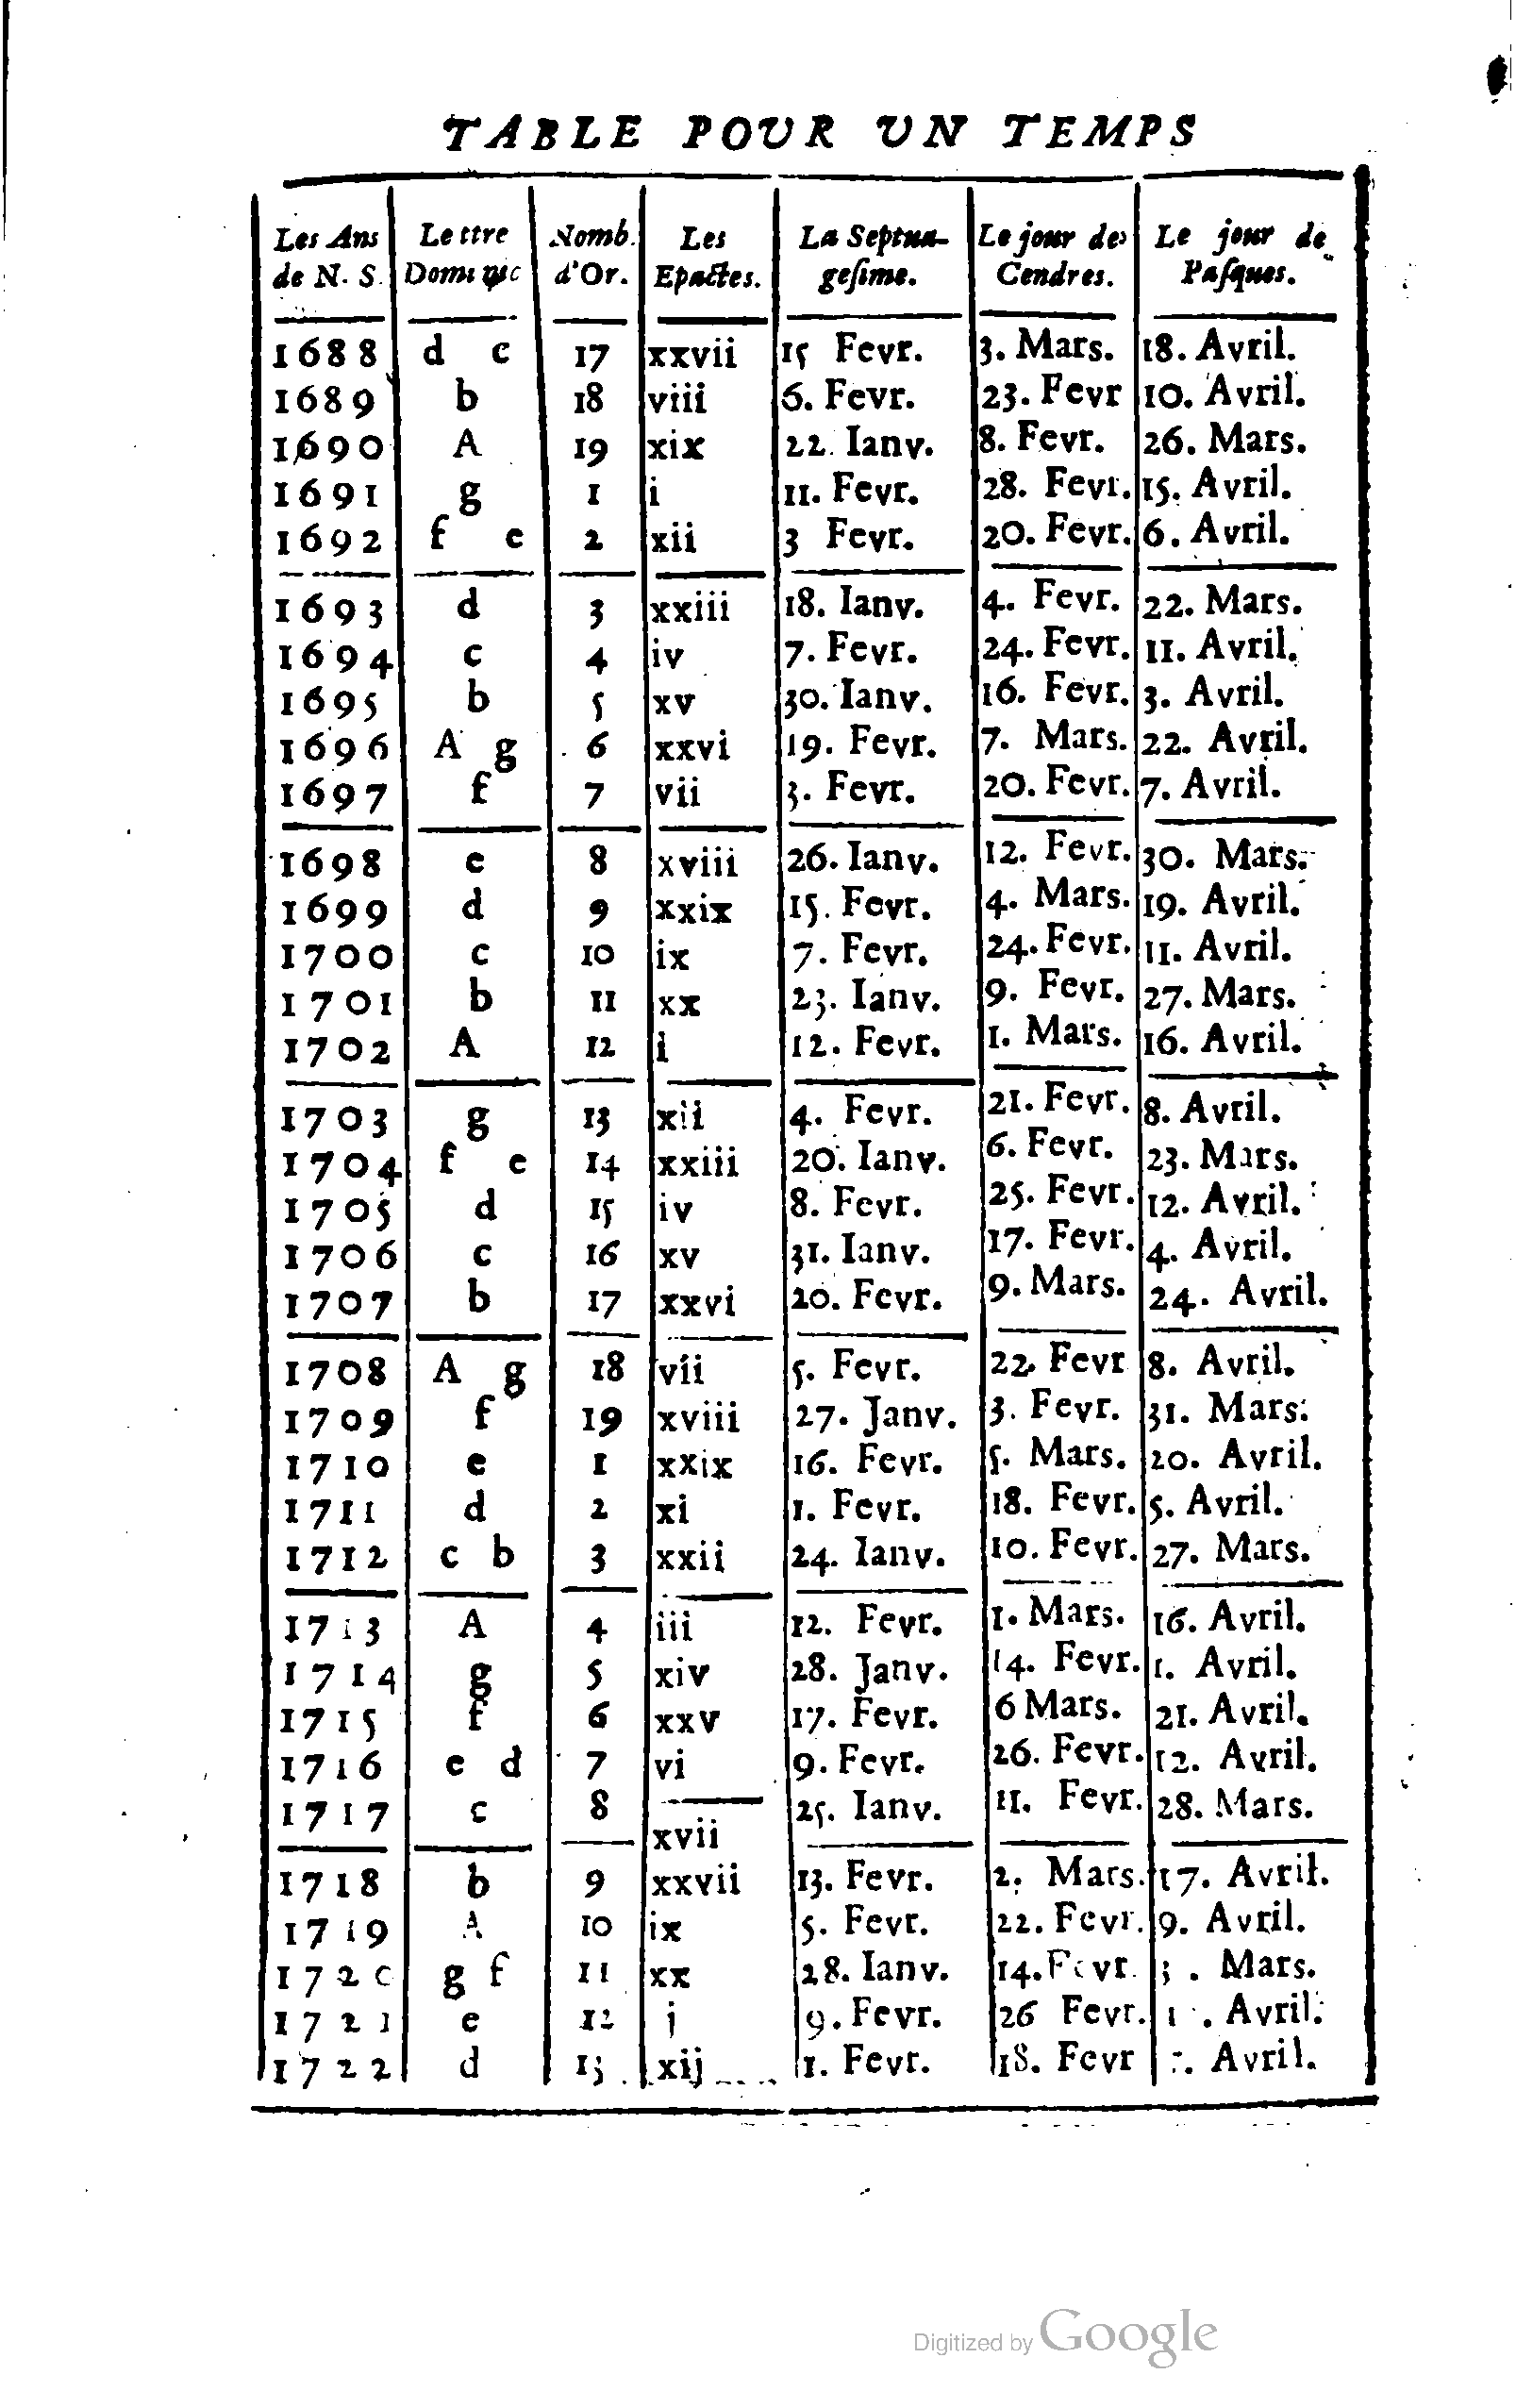 TABLE POUR UN TEMPS
Les Ans de N. S. Lettre Dominic Nomb. d'Or. Les Epactes. La Septuagesime. Le jour des Cendres. Le jour de Pasques.
1688 d c 17 xxvii 15 Fevr. 3. Mars. 18. Avril.
1689 b 18 viii 6. Fevr. 23. Fevr 10. Avril.
1690 A 19 xix 22. Ianv. 8. Fevr. 26. Mars.
1691 g 1 i 11. Fevr. 28. Fevr. 15. Avril.
1692 f e 2 xii 3 Fevr. 20. Fevr. 6. Avril.
1693 d 3 xxiii 18. Ianv. 4. Fevr. 22. Mars.
1694 c 4 iv 7. Fevr. 24. Fevr. 11. Avril.
1695 b 5 xv 30. Ianv. 16. Fevr. 3. Avril.
1696 A g 6 xxvi 19. Fevr. 7. Mars. 22. Avril.
1697 f 7 vii 3. Fevr. 20. Fevr. 7. Avril.
1698 e 8 xviii 26. Ianv. 12. Fevr. 30. Mars.
1699 d 9 xxix 15. Fevr. 4. Mars. 19. Avril.
1700 c 10 ix 7. Fevr. 24. Fevr. 11. Avril.
1701 b 11 xx 23. Ianv. 9. Fevr. 27. Mars.
1702 A 12 i 12. Fevr. 1. Mars. 16. Avril.
1703 g 13 xii 4. Fevr. 21. Fevr. 8. Avril.
1704 f e 14 xxiii 20. Ianv. 6. Fevr. 23. Mars.
1705 d 15 iv 8. Fevr. 25. Fevr. 12. Avril.
1706 c 16 xv 31. Ianv. 17. Fevr. 4. Avril.
1707 b 17 xxvi 20. Fevr. 9. Mars. 24. Avril.
1708 A g 18 vii 5. Fevr. 22. Fevr 8. Avril.
1709 f 19 xviii 27. Janv. 3. Fevr. 31. Mars.
1710 e 1 xxix 16. Fevr. 5. Mars. 20. Avril.
1711 d 2 xi 1. Fevr. 18. Fevr. 5. Avril.
1712 c b 3 xxii 24. Ianv. 10. Fevr. 27. Mars.
1713 A 4 iii 12. Fevr. 1. Mars. 16. Avril.
1714 g 5 xiv 28. Janv. 14. Fevr. 1. Avril.
1715 f 6 xxv 17. Fevr. 6 Mars. 21. Avril.
1716 e d 7 vi 9. Fevr. 26. Fevr. 12. Avril.
1717 c 8 xvii 25. Ianv. 11. Fevr. 28. Mars.
1718 b 9 xxvii 13. Fevr. 2. Mars. 17. Avril.
1719 A 10 ix 5. Fevr. 22. Fevr. 9. Avril.
1720 g f 11 xx 28. Ianv. 14. Fevr. Mars.
1721 e 12 i 9. Fevr. 26 Fevr. Avril.
1722 d 13 xij 1. Fevr. 18. Fevr Avril.
Digitized by Google